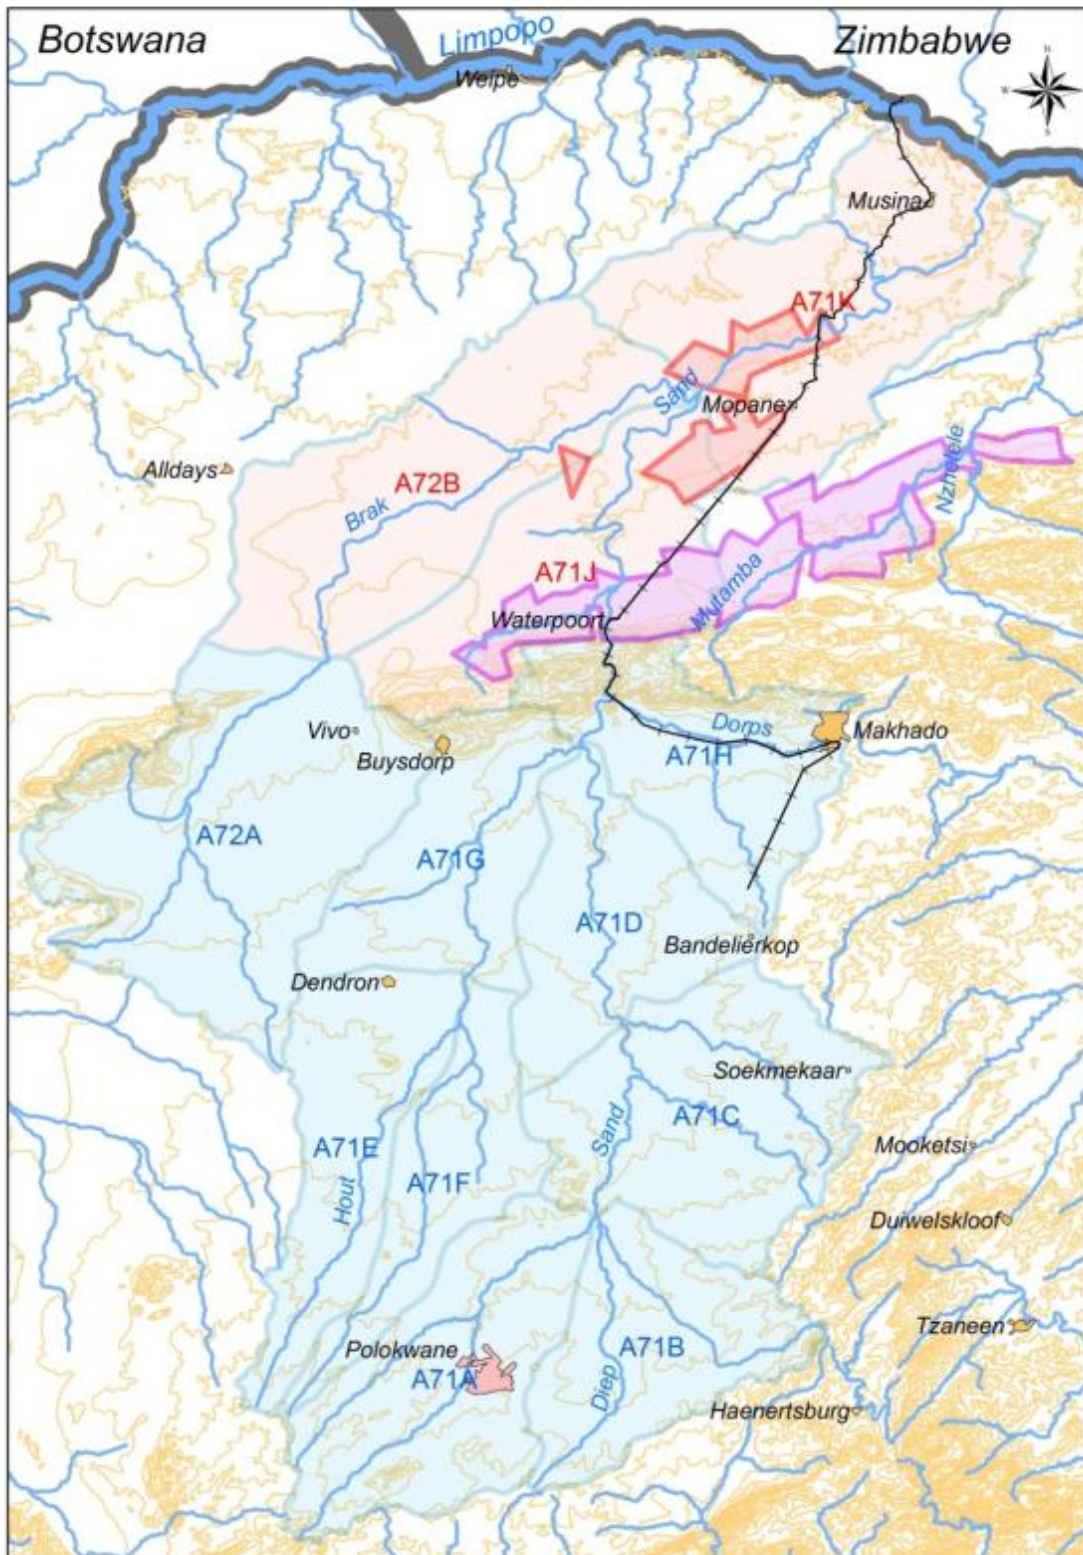 Botswana
Limpopo
Zimbabwe
Weipe
N
W
S
Musina
A71K
Sand
Mopane
Alldays
A72B
Brak
Nzhelele
A71J
Mutamba
Waterpoort
Vivo
Buysdorp
Dorps
Makhado
A71H
A72A
A71G
A71D
Bandelierkop
Dendron
Soekmekaar
Sand
A71C
A71E
Mooketsi
A71F
Hout
Duiwelskloof
Tzaneen
Polokwane
A71B
A71A
Diep
Haenertsburg